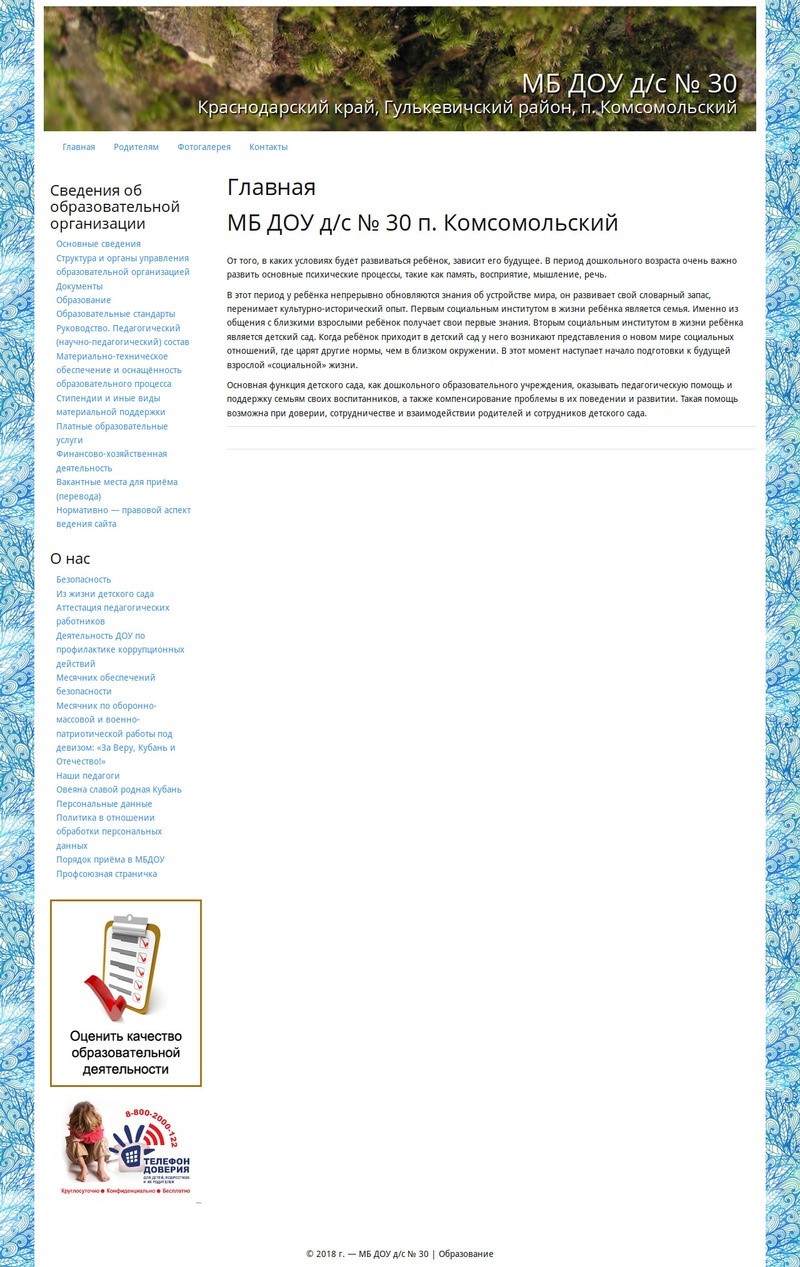 МБ ДОУ д/с № 30
Краснодарский край, Гулькевичский район, п. Комсомольский
Главная
Родителям
Фотогалерея
Контакты
Сведения об
образовательной
организации
Основные сведения
Структура и органы управления
образовательной организацией
Документы
Образование
Образовательные стандарты
Руководство. Педагогический
(научно-педагогический) состав
Материально-техническое
обеспечение и оснащённость
образовательного процесса
Стипендии и иные виды
материальной поддержки
Платные образовательные
услуги
Финансово-хозяйственная
деятельность
Вакантные места для приёма
(перевода)
Нормативно — правовой аспект
ведения сайта
О нас
Безопасность
Из жизни детского сада
Аттестация педагогических
работников
Деятельность ДОУ по
профилактике коррупционных
действий
Месячник обеспечений
безопасности
Месячник по оборонно-
массовой и военно-
патриотической работы под
девизом: «За Веру, Кубань и
Отечество!»
Наши педагоги
Овеяна славой родная Кубань
Персональные данные
Политика в отношении
обработки персональных
данных
Порядок приёма в МБДОУ
Профсоюзная страничка
Оценить качество
образовательной
деятельности
8-800-2000-122
ТЕЛЕФОН
ДОВЕРИЯ
ДЛЯ ДЕТЕЙ, ПОДРОСТКОВ
И ИХ РОДИТЕЛЕЙ
Круглосуточно ● Конфиденциально ● Бесплатно
Главная
МБ ДОУ д/с № 30 п. Комсомольский
От того, в каких условиях будет развиваться ребёнок, зависит его будущее. В период дошкольного возраста очень важно
развить основные психические процессы, такие как память, восприятие, мышление, речь.
В этот период у ребёнка непрерывно обновляются знания об устройстве мира, он развивает свой словарный запас,
перенимает культурно-исторический опыт. Первым социальным институтом в жизни ребёнка является семья. Именно из
общения с близкими взрослыми ребёнок получает свои первые знания. Вторым социальным институтом в жизни ребёнка
является детский сад. Когда ребёнок приходит в детский сад у него возникают представления о новом мире социальных
отношений, где царят другие нормы, чем в близком окружении. В этот момент наступает начало подготовки к будущей
взрослой «социальной» жизни.
Основная функция детского сада, как дошкольного образовательного учреждения, оказывать педагогическую помощь и
поддержку семьям своих воспитанников, а также компенсирование проблемы в их поведении и развитии. Такая помощь
возможна при доверии, сотрудничестве и взаимодействии родителей и сотрудников детского сада.
© 2018 г. — МБ ДОУ д/с № 30 | Образование